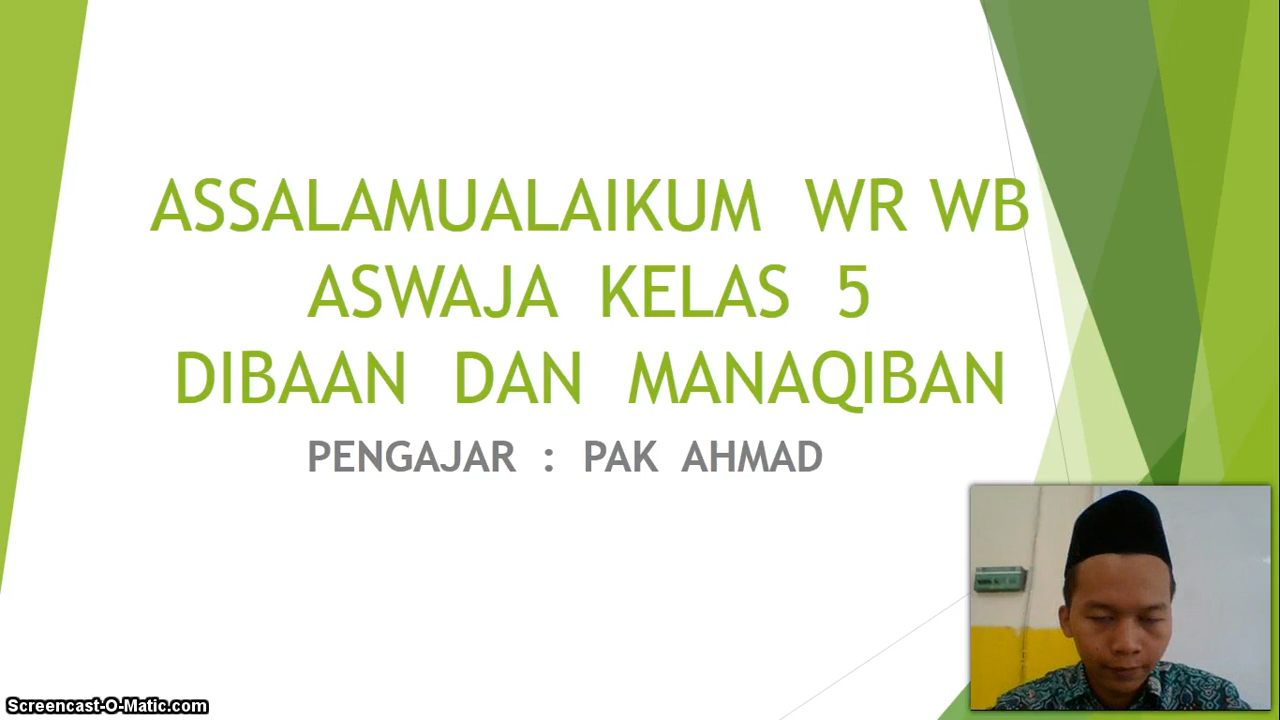 ASSALAMUALAIKUM WR WB
ASWAJA KELAS 5
DIBAAN DAN MANAQIBAN
PENGAJAR : PAK AHMAD
Screencast-O-Matic.com